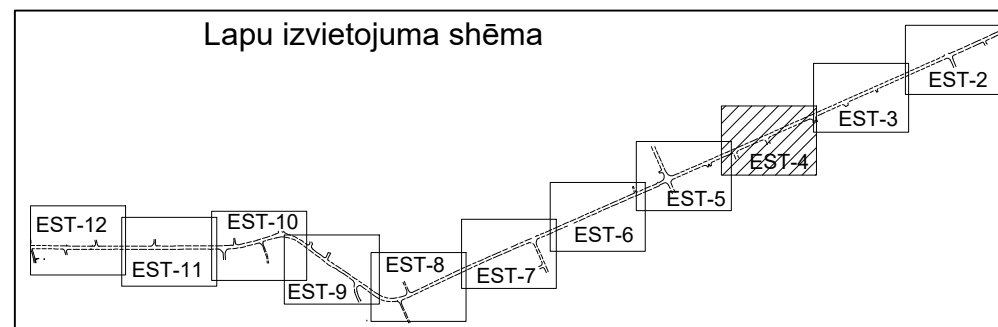 Lapu izvietojuma shēma
EST-2
EST-3
EST-4
EST-5
EST-6
EST-7
EST-8
EST-9
EST-10
EST-11
EST-12